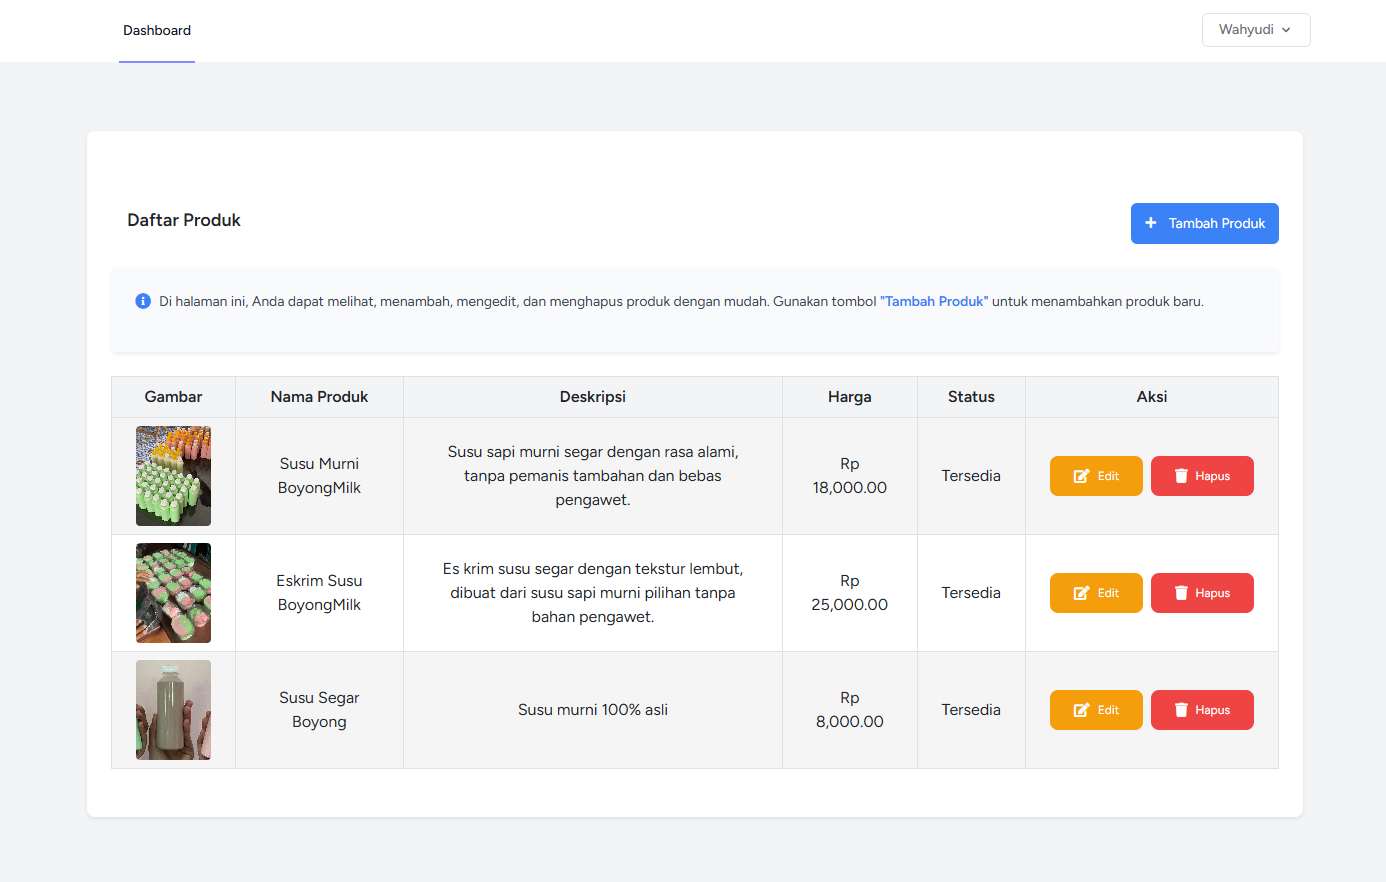 Dashboard
Wahyudi
Daftar Produk
Tambah Produk
Di halaman ini, Anda dapat melihat, menambah, mengedit, dan menghapus produk dengan mudah. Gunakan tombol "Tambah Produk" untuk menambahkan produk baru.
Gambar Nama Produk Deskripsi Harga Status Aksi
Susu Murni
BoyongMilk
Susu sapi murni segar dengan rasa alami,
tanpa pemanis tambahan dan bebas
pengawet.
Rp
18,000.00
Tersedia
Edit
Hapus
Eskrim Susu
BoyongMilk
Es krim susu segar dengan tekstur lembut,
dibuat dari susu sapi murni pilihan tanpa
bahan pengawet.
Rp
25,000.00
Tersedia
Edit
Hapus
Susu Segar
Boyong
Susu murni 100% asli
Rp
8,000.00
Tersedia
Edit
Hapus